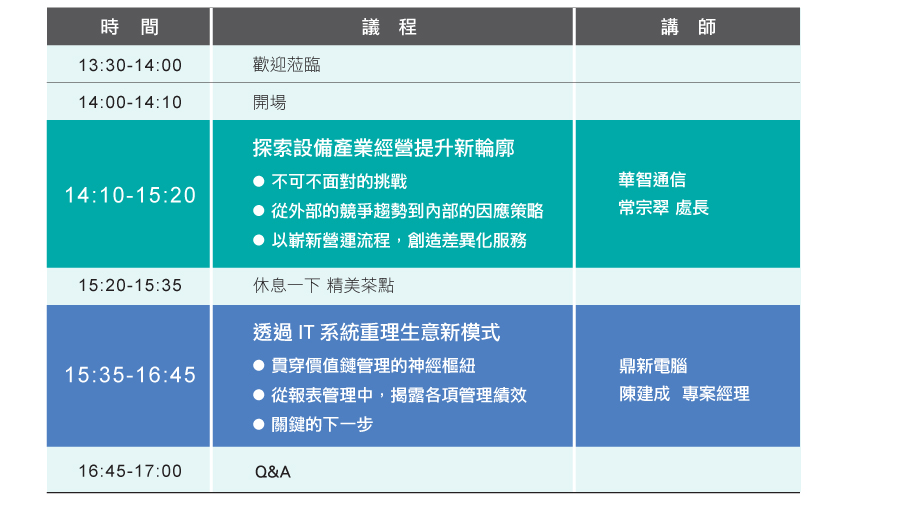 時 間 議 程 講 師
13:30-14:00 歡迎蒞臨
14:00-14:10 開場
14:10-15:20
探索設備產業經營提升新輪廓
● 不可不面對的挑戰
● 從外部的競爭趨勢到內部的因應策略
● 以嶄新營運流程，創造差異化服務
華智通信
常宗翠 處長
15:20-15:35 休息一下 精美茶點
15:35-16:45
透過 IT 系統重理生意新模式
● 貫穿價值鏈管理的神經樞紐
● 從報表管理中，揭露各項管理績效
● 關鍵的下一步
鼎新電腦
陳建成 專案經理
16:45-17:00 Q&A